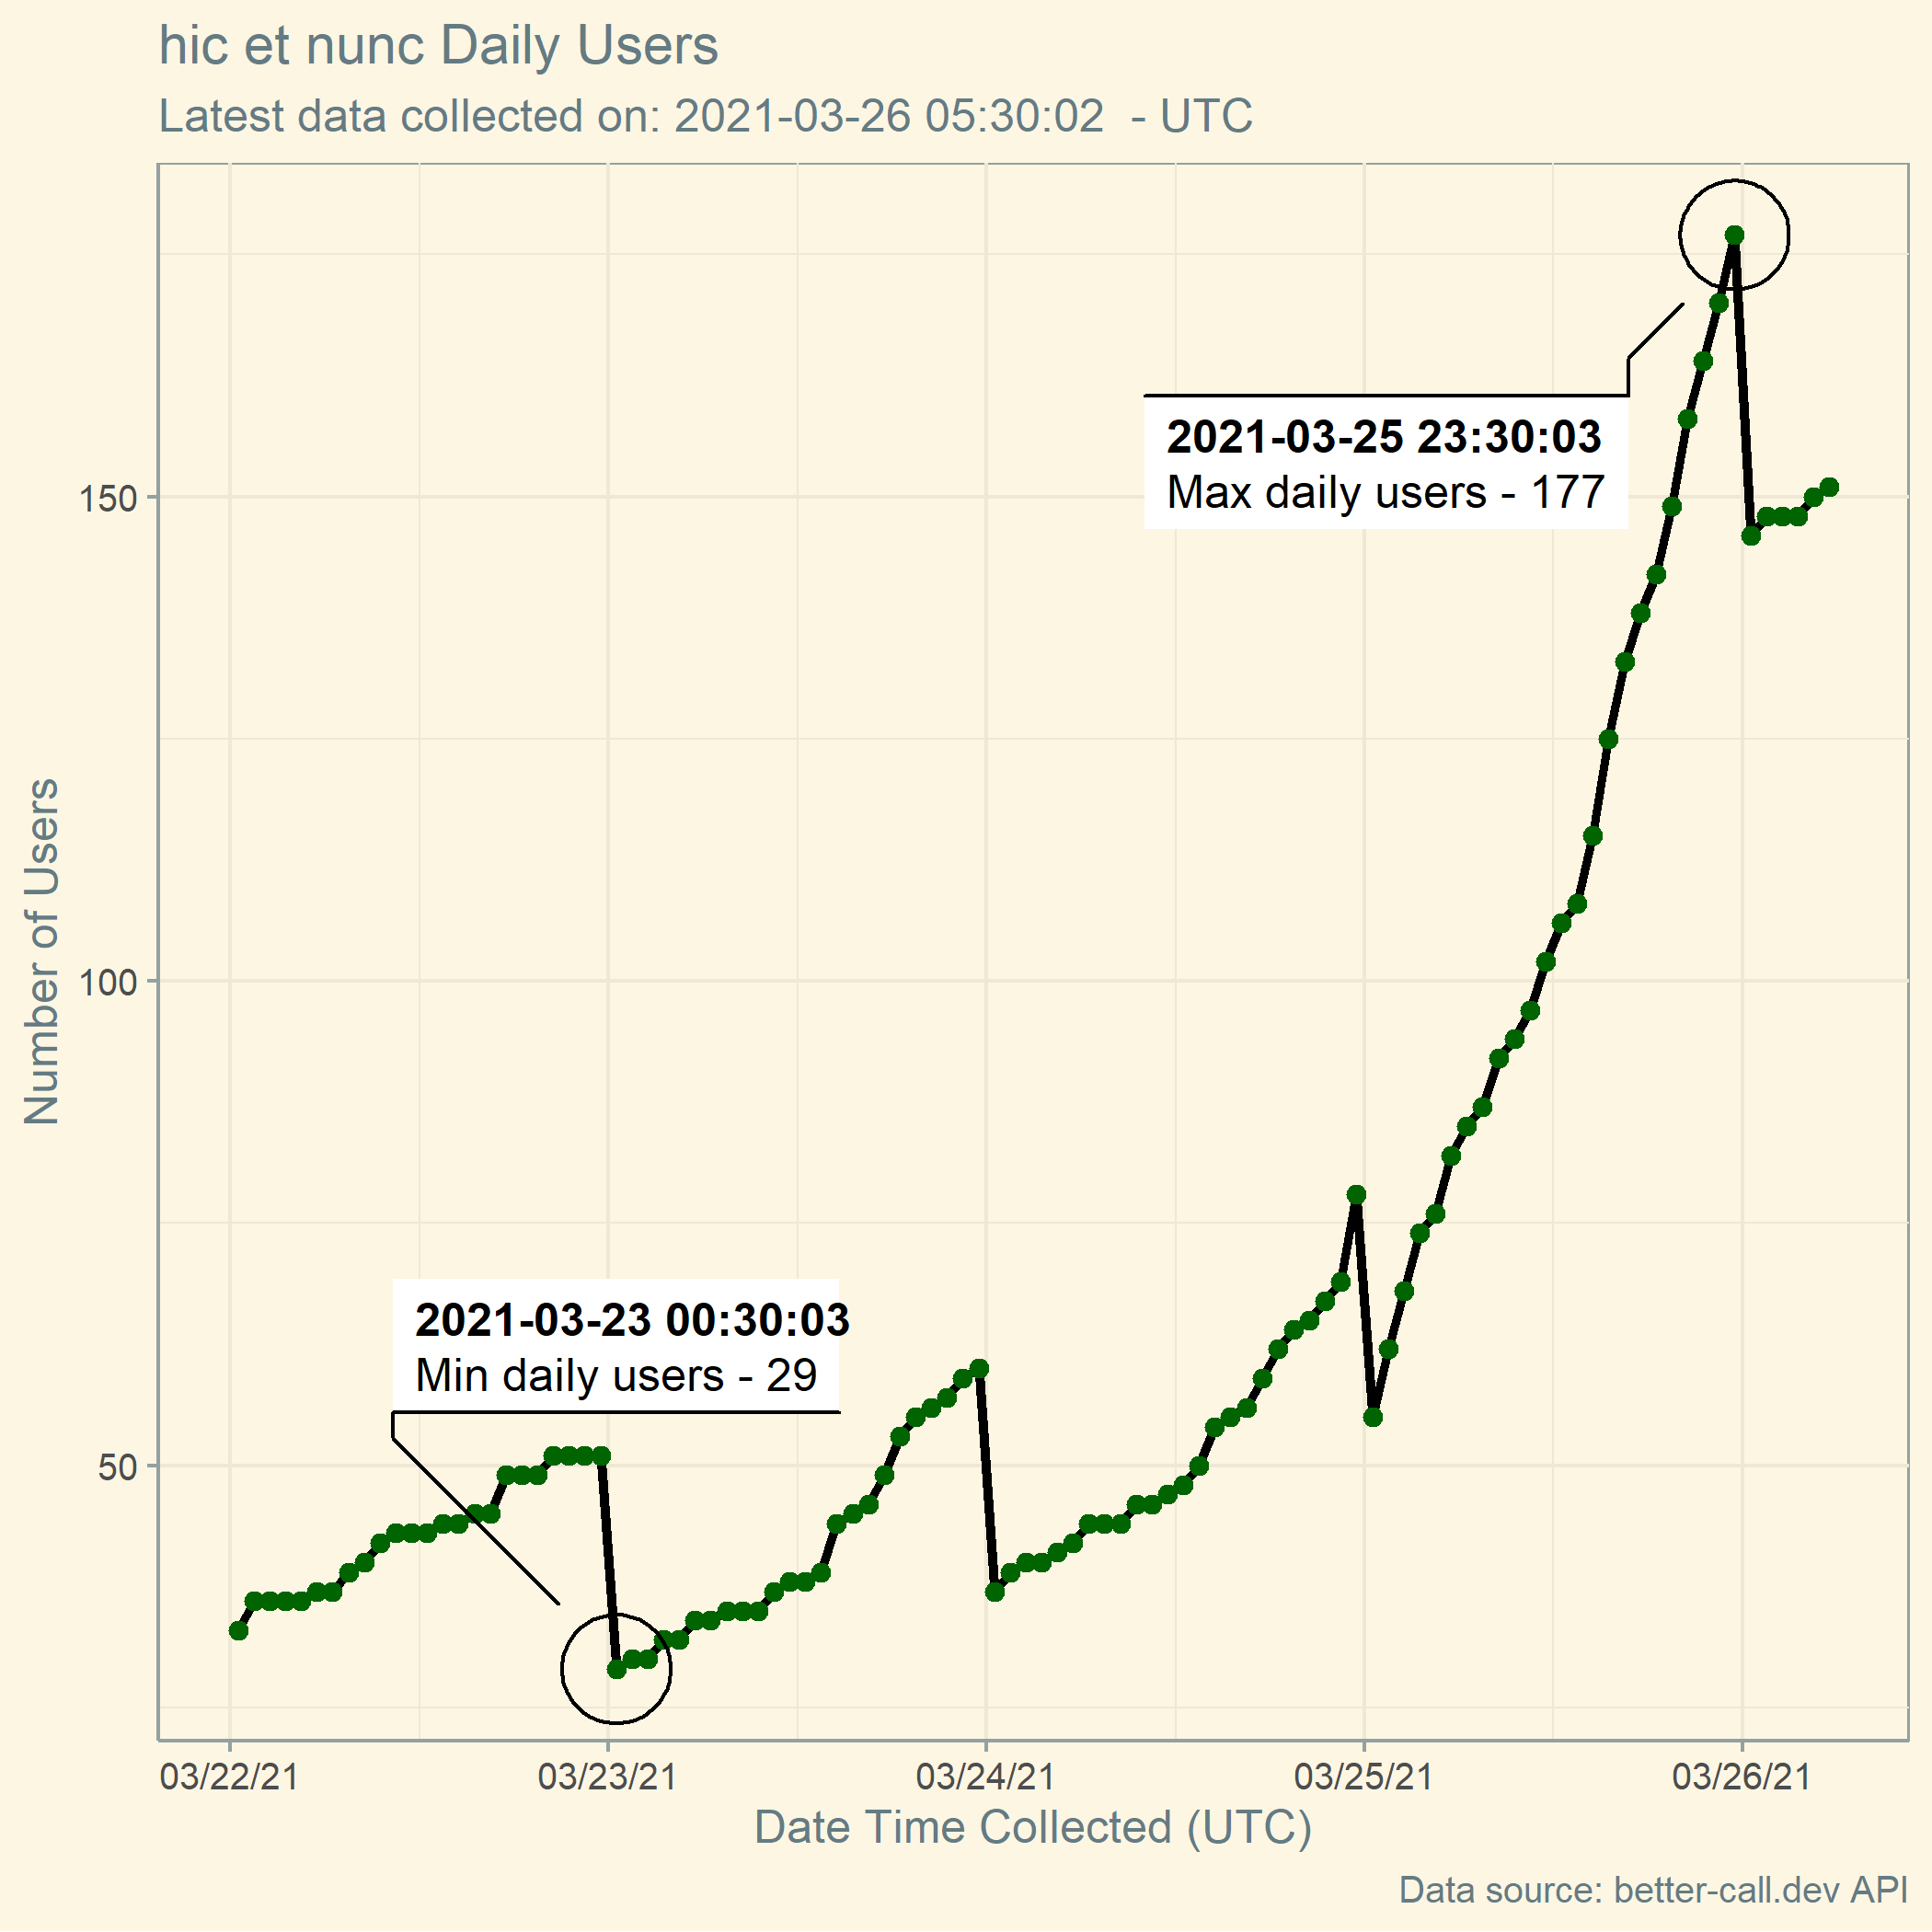 hic et nunc Daily Users
Latest data collected on: 2021-03-26 05:30:02  - UTC
2021-03-25 23:30:03
Max daily users - 177
2021-03-23 00:30:03
Min daily users - 29
Number of Users
150
100
50
03/22/21
03/23/21
03/24/21
03/25/21
03/26/21
Date Time Collected (UTC)
Data source: better-call.dev API